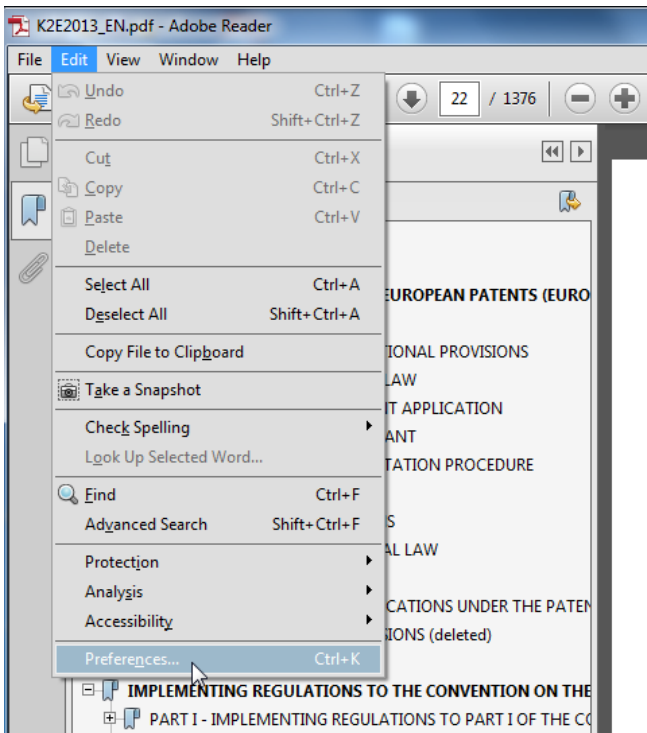 K2E2013_EN.pdf - Adobe Reader
File Edit View Window Help
22 / 1376
Undo Ctrl+Z
Redo Shift+Ctrl+Z
Cut Ctrl+X
Copy Ctrl+C
Paste Ctrl+V
Delete
Select All Ctrl+A
Deselect All Shift+Ctrl+A
EUROPEAN PATENTS (EURO
Copy File to Clipboard
IONAL PROVISIONS
LAW
Take a Snapshot
T APPLICATION
Check Spelling
ANT
Look Up Selected Word...
TATION PROCEDURE
Find Ctrl+F
Advanced Search Shift+Ctrl+F
S
AL LAW
Protection
Analysis
CATIONS UNDER THE PATEN
Accessibility
SIONS (deleted)
Preferences... Ctrl+K
IMPLEMENTING REGULATIONS TO THE CONVENTION ON THE
PART I - IMPLEMENTING REGULATIONS TO PART I OF THE CO